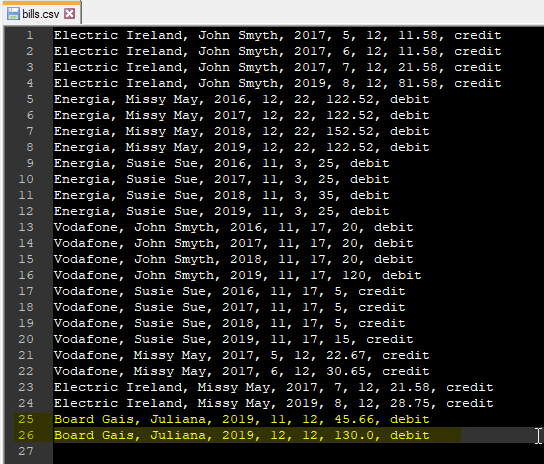 bills.csv
1 Electric Ireland, John Smyth, 2017, 5, 12, 11.58, credit
2 Electric Ireland, John Smyth, 2017, 6, 12, 11.58, credit
3 Electric Ireland, John Smyth, 2017, 7, 12, 21.58, credit
4 Electric Ireland, John Smyth, 2019, 8, 12, 81.58, credit
5 Energia, Missy May, 2016, 12, 22, 122.52, debit
6 Energia, Missy May, 2017, 12, 22, 122.52, debit
7 Energia, Missy May, 2018, 12, 22, 152.52, debit
8 Energia, Missy May, 2019, 12, 22, 122.52, debit
9 Energia, Susie Sue, 2016, 11, 3, 25, debit
10 Energia, Susie Sue, 2017, 11, 3, 25, debit
11 Energia, Susie Sue, 2018, 11, 3, 35, debit
12 Energia, Susie Sue, 2019, 11, 3, 25, debit
13 Vodafone, John Smyth, 2016, 11, 17, 20, debit
14 Vodafone, John Smyth, 2017, 11, 17, 20, debit
15 Vodafone, John Smyth, 2018, 11, 17, 20, debit
16 Vodafone, John Smyth, 2019, 11, 17, 120, debit
17 Vodafone, Susie Sue, 2016, 11, 17, 5, credit
18 Vodafone, Susie Sue, 2017, 11, 17, 5, credit
19 Vodafone, Susie Sue, 2018, 11, 17, 5, credit
20 Vodafone, Susie Sue, 2019, 11, 17, 15, credit
21 Vodafone, Missy May, 2017, 5, 12, 22.67, credit
22 Vodafone, Missy May, 2017, 6, 12, 30.65, credit
23 Electric Ireland, Missy May, 2017, 7, 12, 21.58, credit
24 Electric Ireland, Missy May, 2019, 8, 12, 28.75, credit
25 Board Gais, Juliana, 2019, 11, 12, 45.66, debit
26 Board Gais, Juliana, 2019, 12, 12, 130.0, debit
27